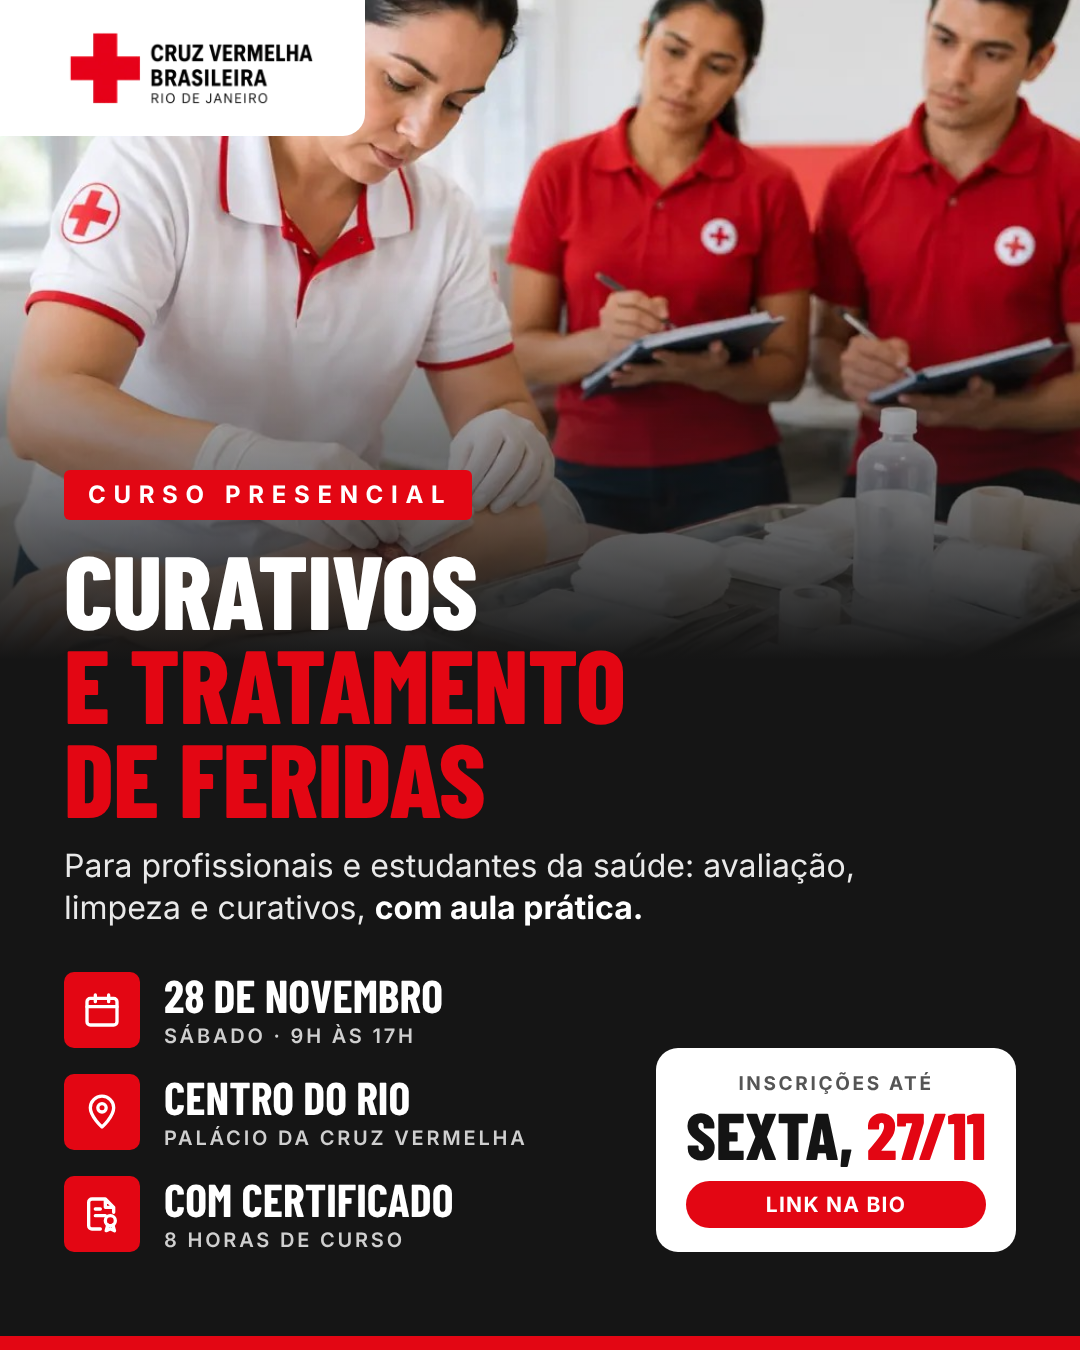 CRUZ VERMELHA
BRASILEIRA
RIO DE JANEIRO
CURSO PRESENCIAL
CURATIVOS
E TRATAMENTO
DE FERIDAS
Para profissionais e estudantes da saúde: avaliação,
limpeza e curativos, com aula prática.
28 DE NOVEMBRO
SÁBADO · 9H ÀS 17H
CENTRO DO RIO
PALÁCIO DA CRUZ VERMELHA
COM CERTIFICADO
8 HORAS DE CURSO
INSCRIÇÕES ATÉ
SEXTA, 27/11
LINK NA BIO